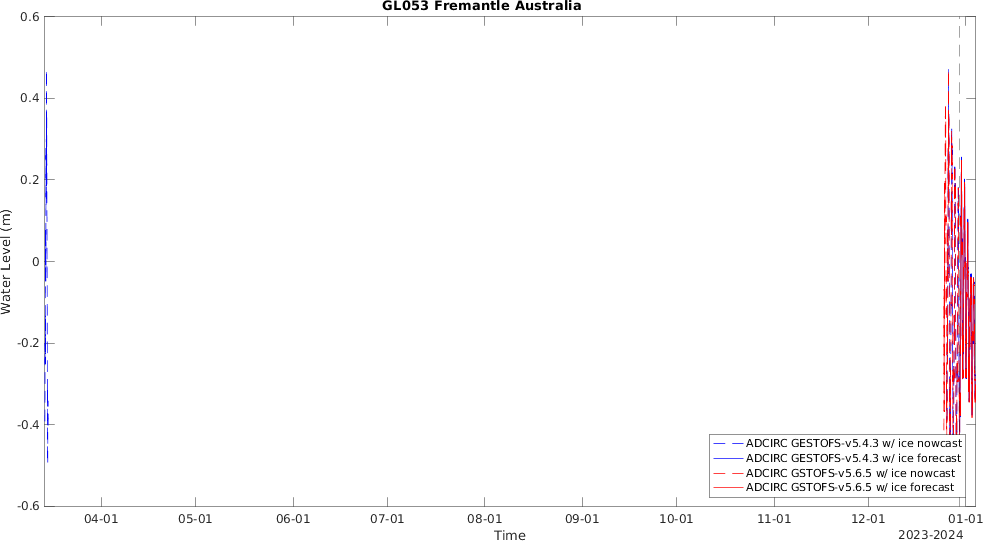 GL053 Fremantle Australia
0.6
0.4
0.2
0
-0.2
-0.4
-0.6
Water Level (m)
ADCIRC GESTOFS-v5.4.3 w/ ice nowcast
ADCIRC GESTOFS-v5.4.3 w/ ice forecast
ADCIRC GSTOFS-v5.6.5 w/ ice nowcast
ADCIRC GSTOFS-v5.6.5 w/ ice forecast
04-01 05-01 06-01 07-01 08-01 09-01 10-01 11-01 12-01 01-01
Time
2023-2024